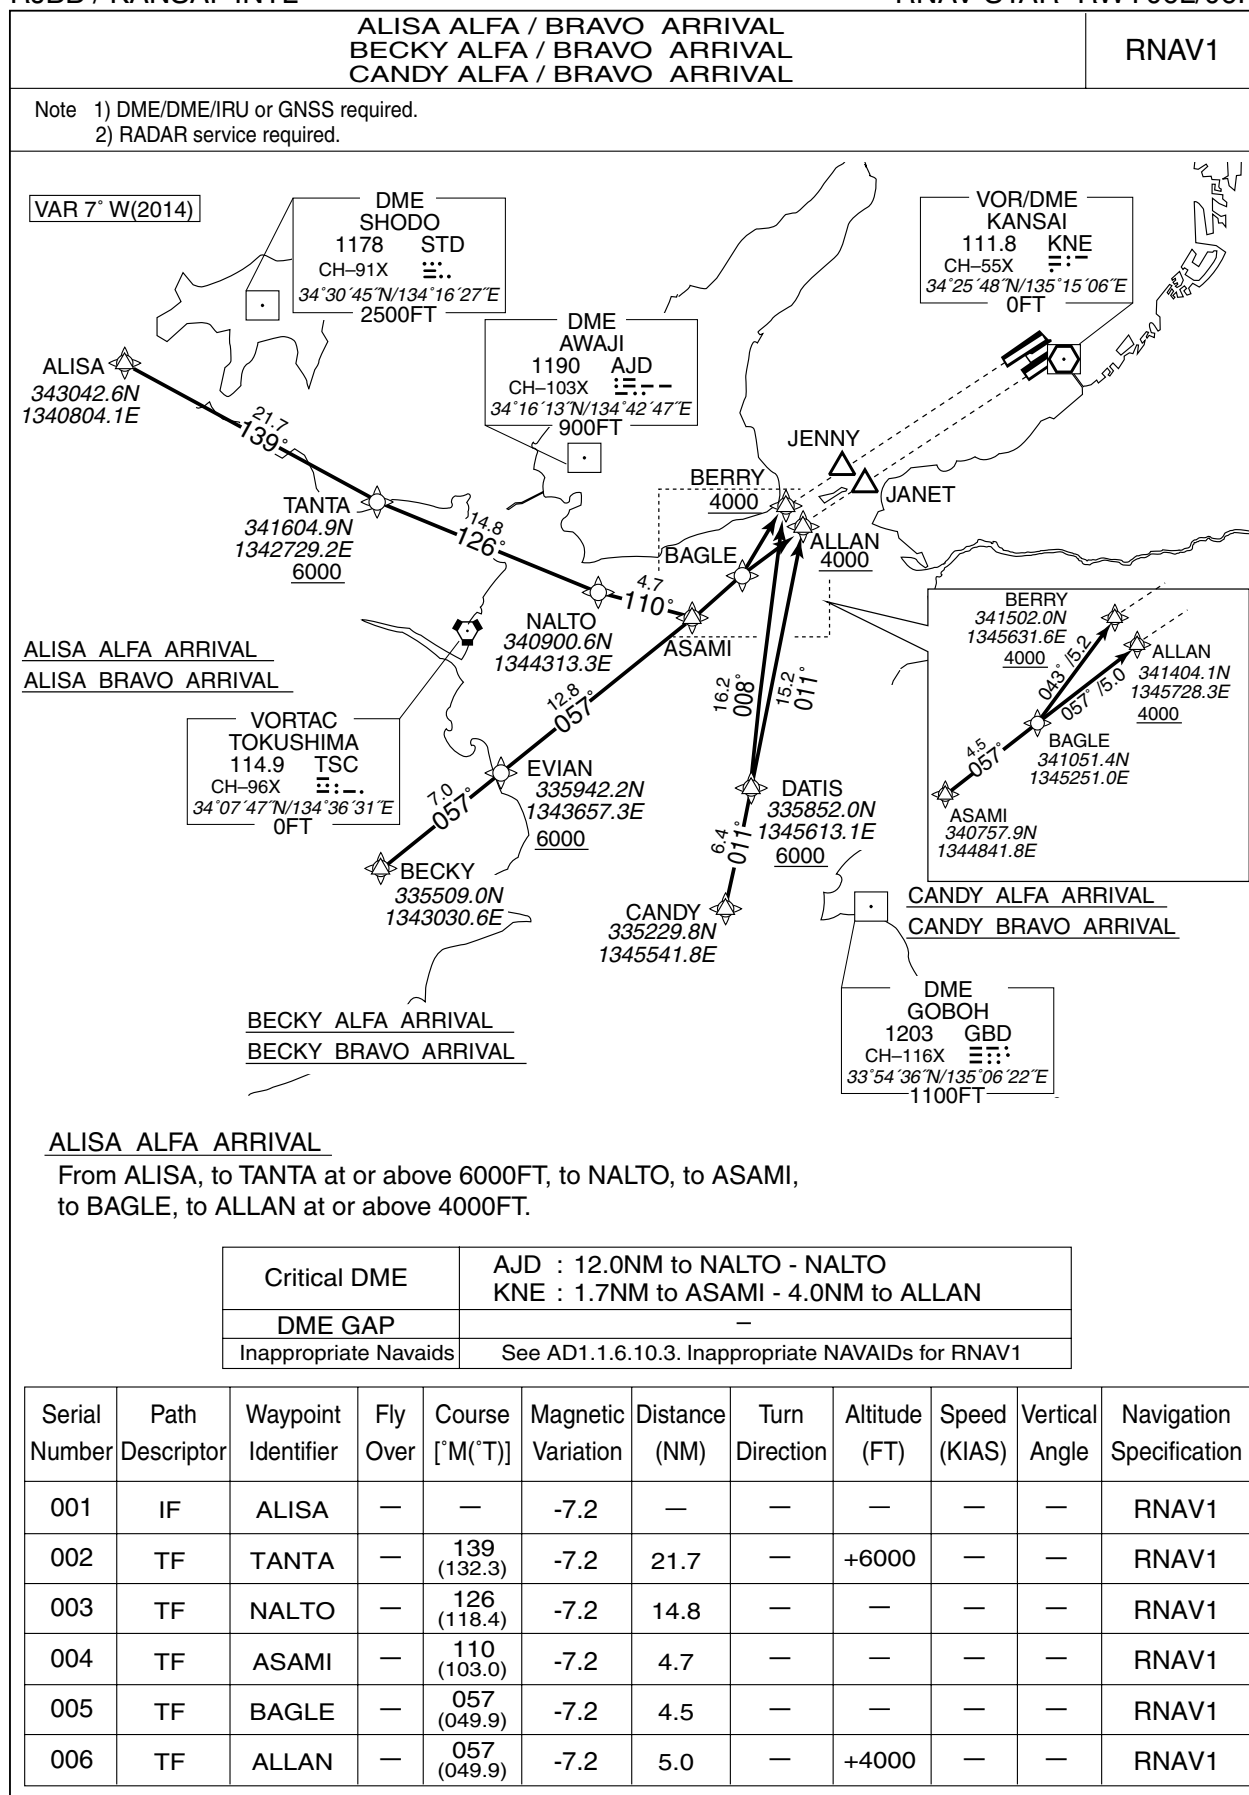 RJBB / KANSAI INTL
RNAV STAR RWY06L/06R
ALISA ALFA / BRAVO ARRIVAL
BECKY ALFA / BRAVO ARRIVAL
CANDY ALFA / BRAVO ARRIVAL
RNAV1
Note 1) DME/DME/IRU or GNSS required.
2) RADAR service required.
VAR 7˚ W(2014)
DME
SHODO
1178 STD
CH–91X
34˚30´45˝N/134˚16´27˝E
2500FT
VOR/DME
KANSAI
111.8 KNE
CH–55X
34˚25´48˝N/135˚15´06˝E
0FT
DME
AWAJI
1190 AJD
CH–103X
34˚16´13˝N/134˚42´47˝E
900FT
ALISA
343042.6N
1340804.1E
21.7
139˚
JENNY
JANET
BERRY
4000
ALLAN
4000
TANTA
341604.9N
1342729.2E
6000
14.8
126˚
BAGLE
4.7
110˚
NALTO
340900.6N
1344313.3E
ASAMI
BERRY
341502.0N
1345631.6E
4000
043˚ /5.2
ALLAN
341404.1N
1345728.3E
4000
057˚ /5.0
BAGLE
341051.4N
1345251.0E
4.5
057˚
ASAMI
340757.9N
1344841.8E
ALISA ALFA ARRIVAL
ALISA BRAVO ARRIVAL
VORTAC
TOKUSHIMA
114.9 TSC
CH–96X
34˚07´47˝N/134˚36´31˝E
0FT
12.8
057˚
16.2
008˚
15.2
011˚
EVIAN
335942.2N
1343657.3E
6000
7.0
057˚
DATIS
335852.0N
1345613.1E
6000
6.4
011˚
BECKY
335509.0N
1343030.6E
CANDY
335229.8N
1345541.8E
CANDY ALFA ARRIVAL
CANDY BRAVO ARRIVAL
DME
GOBOH
1203 GBD
CH–116X
33˚54´36˝N/135˚06´22˝E
1100FT
BECKY ALFA ARRIVAL
BECKY BRAVO ARRIVAL
ALISA ALFA ARRIVAL
From ALISA, to TANTA at or above 6000FT, to NALTO, to ASAMI,
to BAGLE, to ALLAN at or above 4000FT.
Critical DME
AJD : 12.0NM to NALTO - NALTO
KNE : 1.7NM to ASAMI - 4.0NM to ALLAN
DME GAP –
Inappropriate Navaids See AD1.1.6.10.3. Inappropriate NAVAIDs for RNAV1
Serial Number Path Descriptor Waypoint Identifier Fly Over Course [˚M(˚T)] Magnetic Variation Distance (NM) Turn Direction Altitude (FT) Speed (KIAS) Vertical Angle Navigation Specification
001 IF ALISA — — -7.2 — — — — — RNAV1
002 TF TANTA — 139 (132.3) -7.2 21.7 — +6000 — — RNAV1
003 TF NALTO — 126 (118.4) -7.2 14.8 — — — — RNAV1
004 TF ASAMI — 110 (103.0) -7.2 4.7 — — — — RNAV1
005 TF BAGLE — 057 (049.9) -7.2 4.5 — — — — RNAV1
006 TF ALLAN — 057 (049.9) -7.2 5.0 — +4000 — — RNAV1